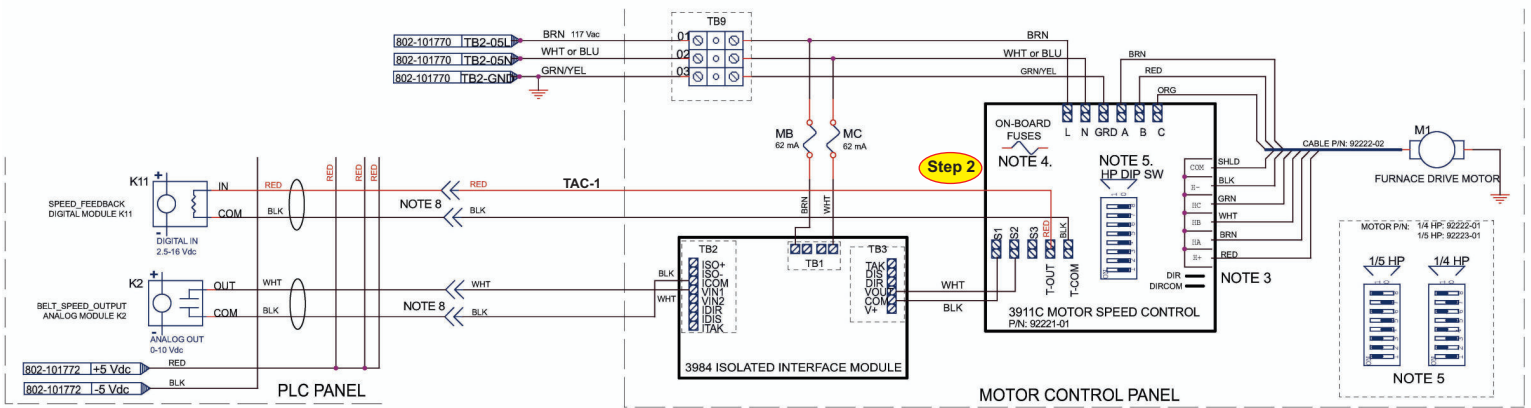 TB9
802-101770 TB2-05L BRN 117 Vac 01 BRN
802-101770 TB2-05N WHT or BLU 02 WHT or BLU
802-101770 TB2-GND GRN/YEL 03 GRN/YEL
BRN
RED
ORG
L N GRD A B C
ON-BOARD
FUSES
NOTE 4.
MB
62 mA
MC
62 mA
NOTE 5.
HP DIP SW
Step 2
M1
CABLE P/N: 92222-02
FURNACE DRIVE MOTOR
COM SHLD
H- BLK
HC GRN
HB WHT
HA BRN
H+ RED
NOTE 3
DIR
DIRCOM
MOTOR P/N: 1/4 HP: 92222-01
1/5 HP: 92223-01
1/5 HP 1/4 HP
NOTE 5
RED RED RED
K11 + IN RED RED TAC-1
SPEED_FEEDBACK
DIGITAL MODULE K11
NOTE 8
COM BLK BLK
-
DIGITAL IN
2.5-16 Vdc
BRN WHT
S1 S2 S3 RED BLK
T-OUT T-COM
TB2 TB1 TB3
ISO+
ISO-
ICOM
VIN1
VIN2
IDIR
IDIS
ITAK
TAK
DIS
DIR
VOUT
COM
V+
BLK
WHT
WHT
BLK
K2 + OUT WHT WHT
BELT_SPEED_OUTPUT
ANALOG MODULE K2
NOTE 8
COM BLK BLK
-
ANALOG OUT
0-10 Vdc
3911C MOTOR SPEED CONTROL
P/N: 92221-01
3984 ISOLATED INTERFACE MODULE
802-101772 +5 Vdc RED
802-101772 -5 Vdc BLK
PLC PANEL
MOTOR CONTROL PANEL